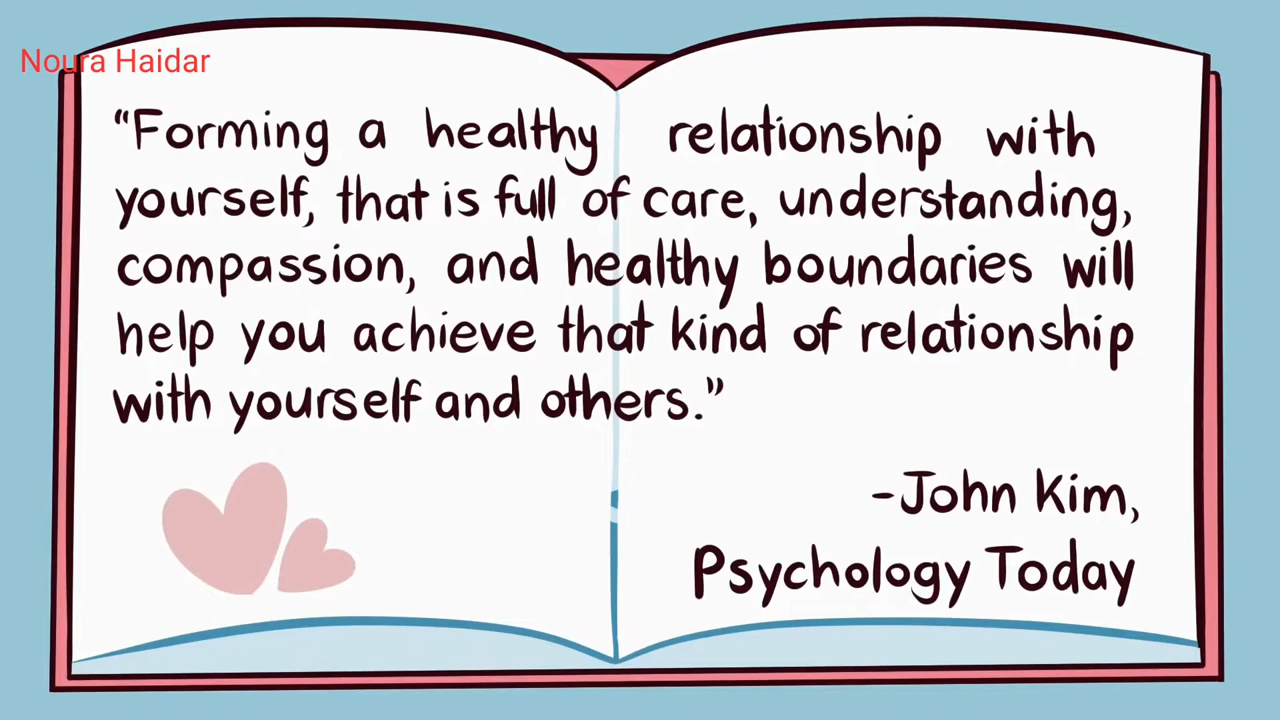 Noura Haidar
“Forming a healthy relationship with
yourself, that is full of care, understanding,
compassion, and healthy boundaries will
help you achieve that kind of relationship
with yourself and others.”
-John Kim,
Psychology Today